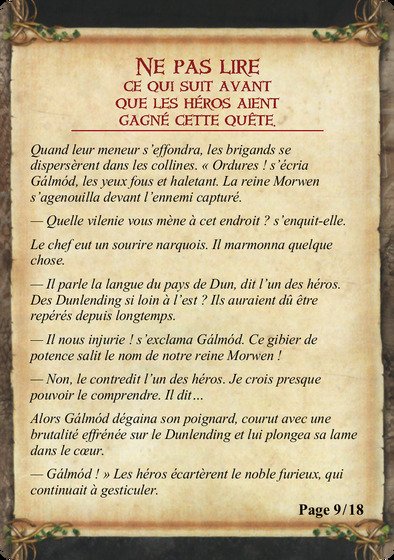 Ne pas lire
ce qui suit avant
que les héros aient
gagné cette quête.
Quand leur meneur s'effondra, les brigands se
dispersèrent dans les collines. « Ordures ! s'écria
Gálmód, les yeux fous et haletant. La reine Morwen
s'agenouilla devant l'ennemi capturé.
— Quelle vilenie vous mène à cet endroit ? s'enquit-elle.
Le chef eut un sourire narquois. Il marmonna quelque
chose.
— Il parle la langue du pays de Dun, dit l'un des héros.
Des Dunlending si loin à l'est ? Ils auraient dû être
repérés depuis longtemps.
— Il nous injurie ! s'exclama Gálmód. Ce gibier de
potence salit le nom de notre reine Morwen !
— Non, le contredit l'un des héros. Je crois presque
pouvoir le comprendre. Il dit…
Alors Gálmód dégaina son poignard, courut avec une
brutalité effrénée sur le Dunlending et lui plongea sa lame
dans le cœur.
— Gálmód ! » Les héros écartèrent le noble furieux, qui
continuait à gesticuler.
Page 9/18